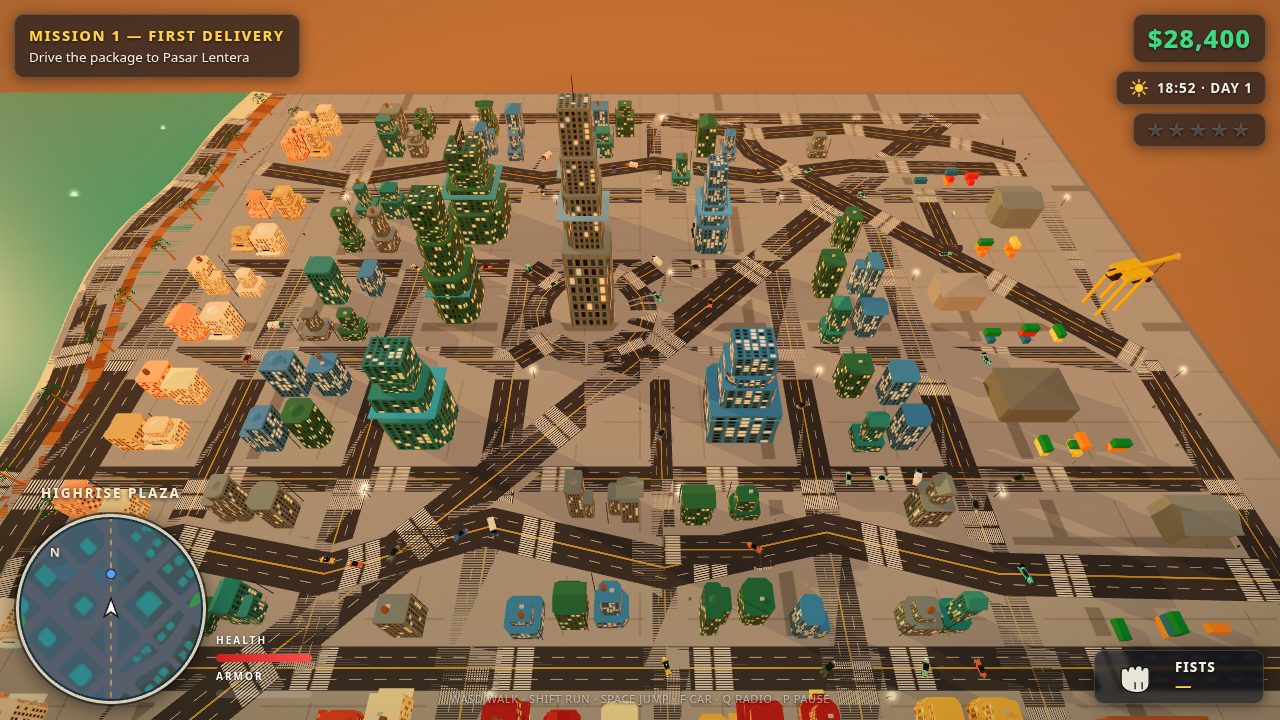 MISSION 1 — FIRST DELIVERY
Drive the package to Pasar Lentera
$28,400
18:52 · DAY 1
★★★★★
HIGHRISE PLAZA
N
HEALTH
ARMOR
FISTS
—
WASD WALK · SHIFT RUN · SPACE JUMP · F CAR · Q RADIO · P PAUSE